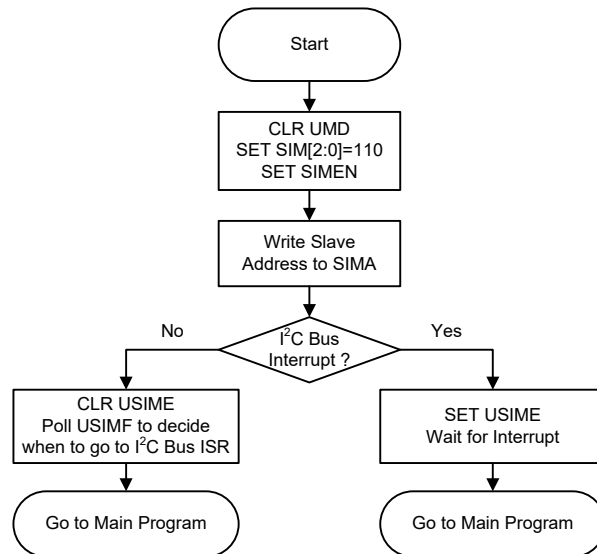 Start
CLR UMD
SET SIM[2:0]=110
SET SIMEN
Write Slave
Address to SIMA
I²C Bus
Interrupt ?
No
Yes
CLR USIME
Poll USIMF to decide
when to go to I²C Bus ISR
SET USIME
Wait for Interrupt
Go to Main Program
Go to Main Program